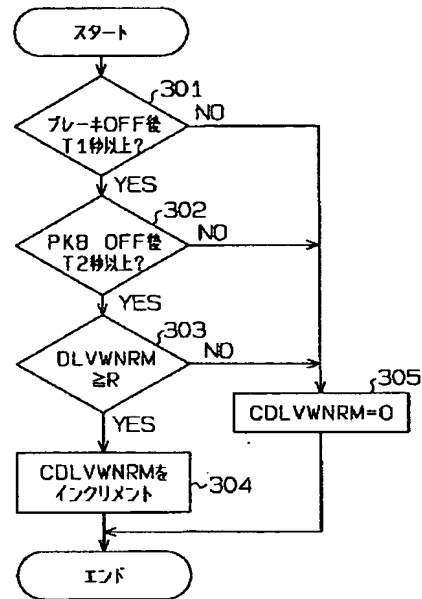 スタート
301
ブレーキOFF後
T1秒以上?
NO
YES
302
PKB OFF後
T2秒以上?
NO
YES
303
DLVWNRM
≧R
NO
YES
305
CDLVWNRM=0
CDLVWNRMを
インクリメント
304
エンド